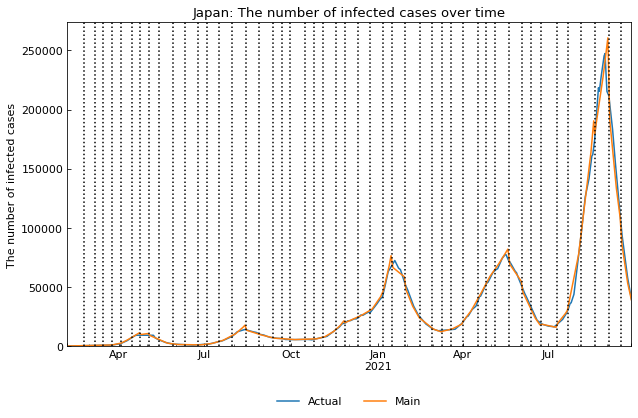 Japan: The number of infected cases over time
The number of infected cases
250000
200000
150000
100000
50000
0
Apr Jul Oct Jan Apr Jul
2021
Actual Main